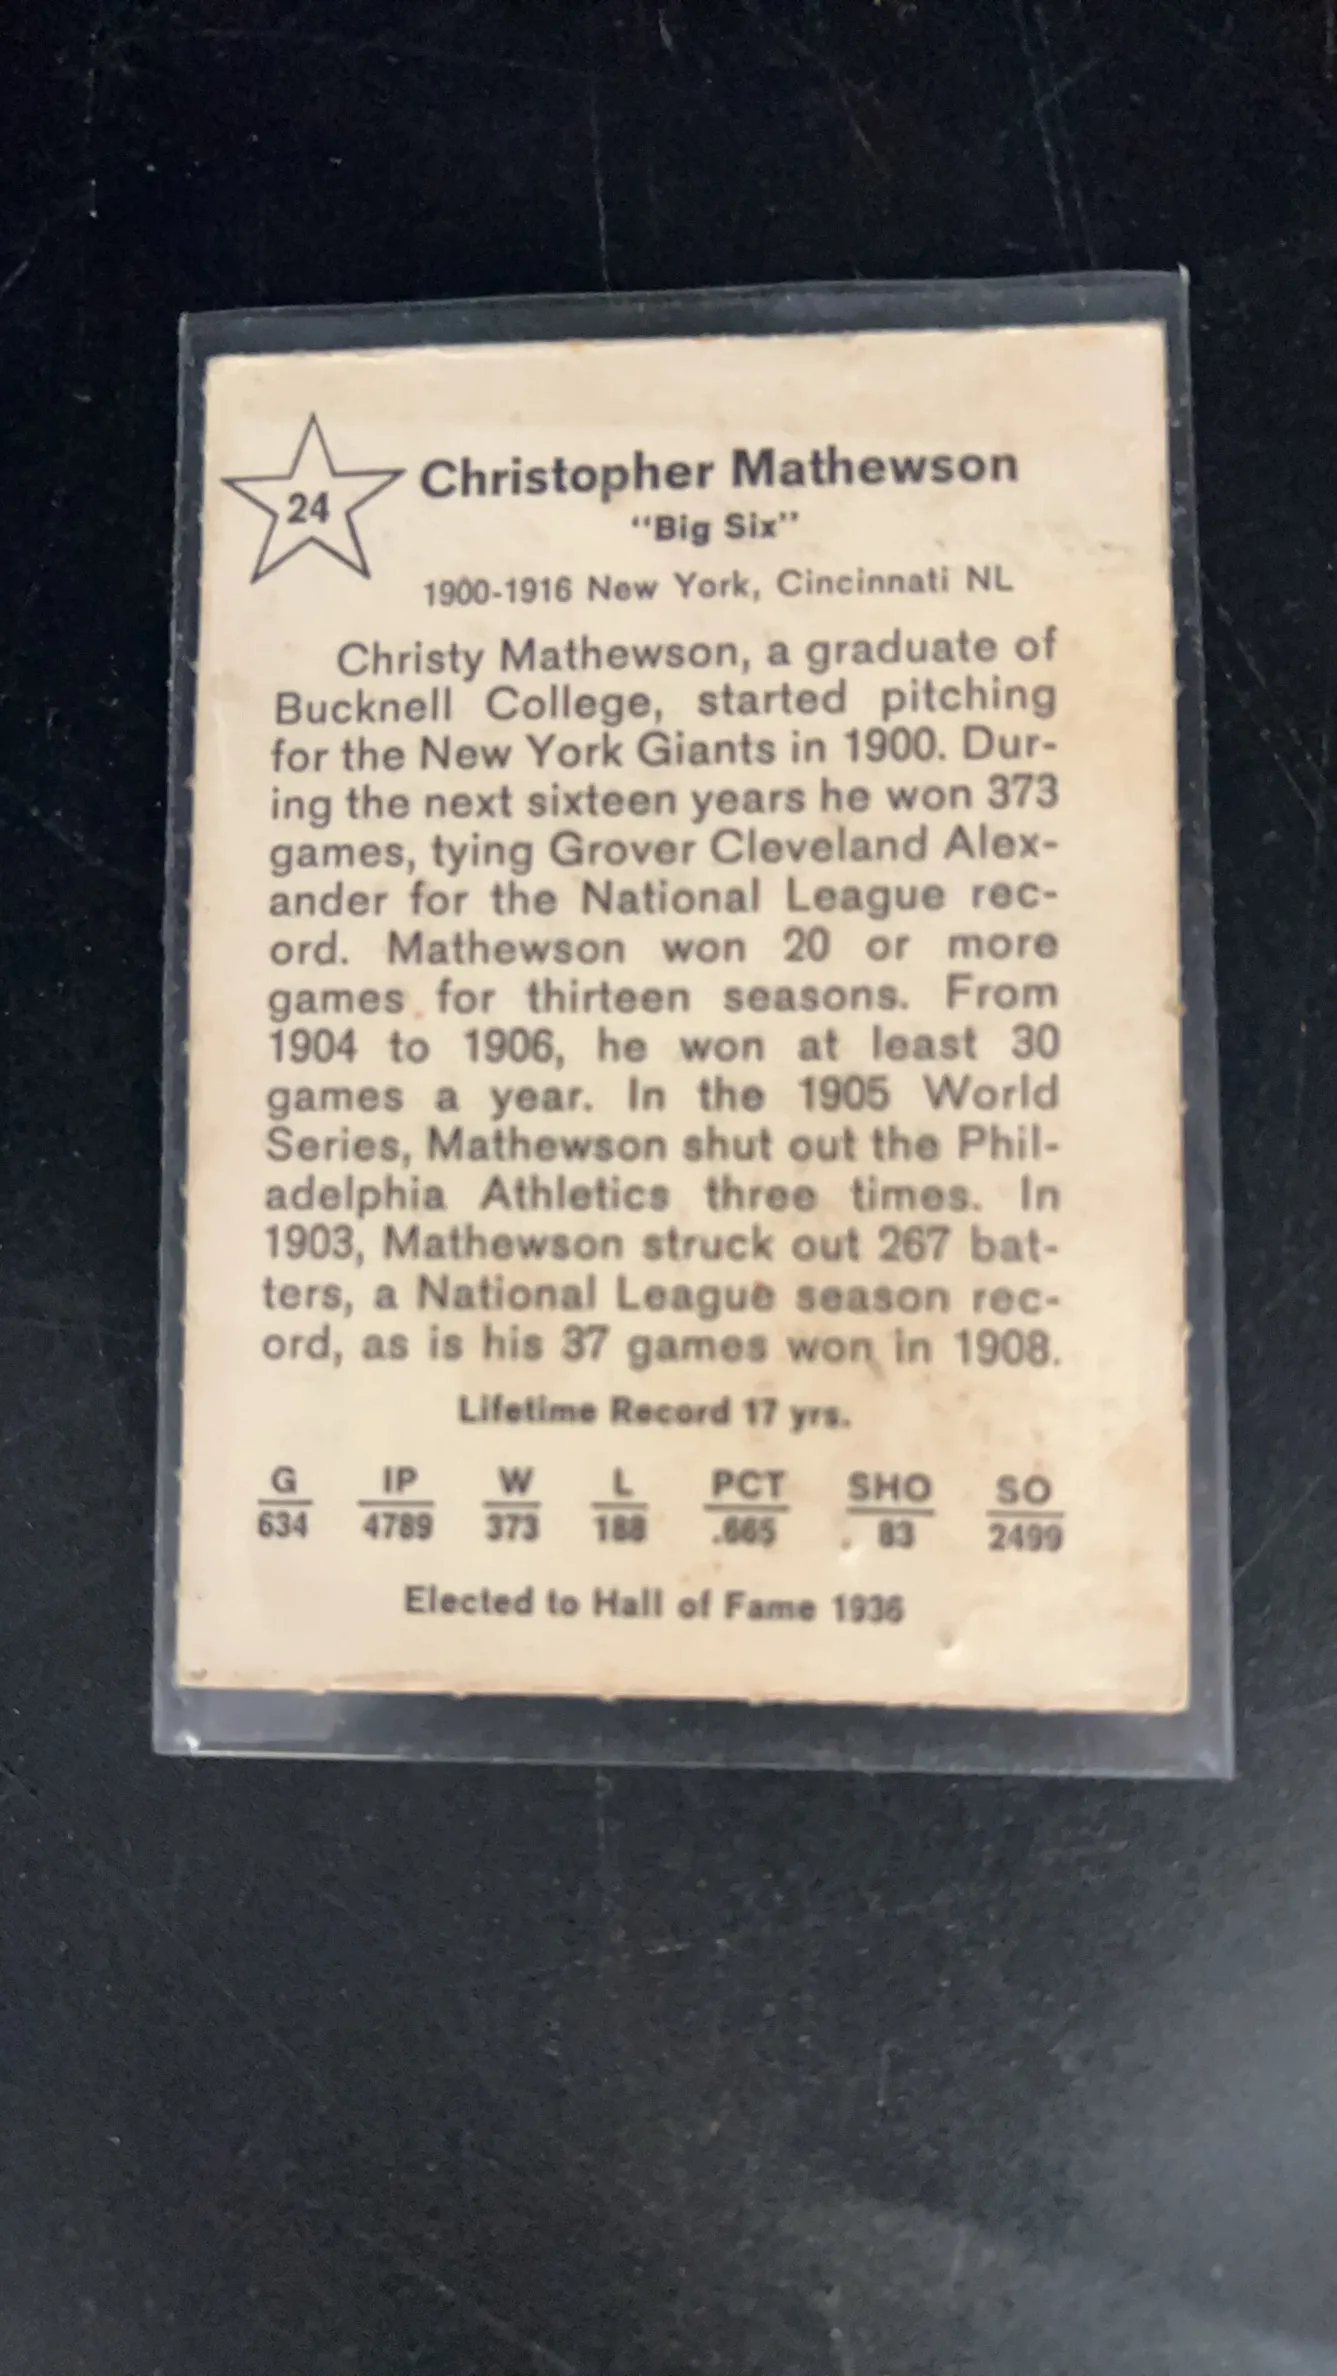 24
Christopher Mathewson
"Big Six"
1900-1916 New York, Cincinnati NL
Christy Mathewson, a graduate of
Bucknell College, started pitching
for the New York Giants in 1900. Dur-
ing the next sixteen years he won 373
games, tying Grover Cleveland Alex-
ander for the National League rec-
ord. Mathewson won 20 or more
games for thirteen seasons. From
1904 to 1906, he won at least 30
games a year. In the 1905 World
Series, Mathewson shut out the Phil-
adelphia Athletics three times. In
1903, Mathewson struck out 267 bat-
ters, a National League season rec-
ord, as is his 37 games won in 1908.
Lifetime Record 17 yrs.
G IP W L PCT SHO SO
634 4789 373 188 .665 83 2499
Elected to Hall of Fame 1936